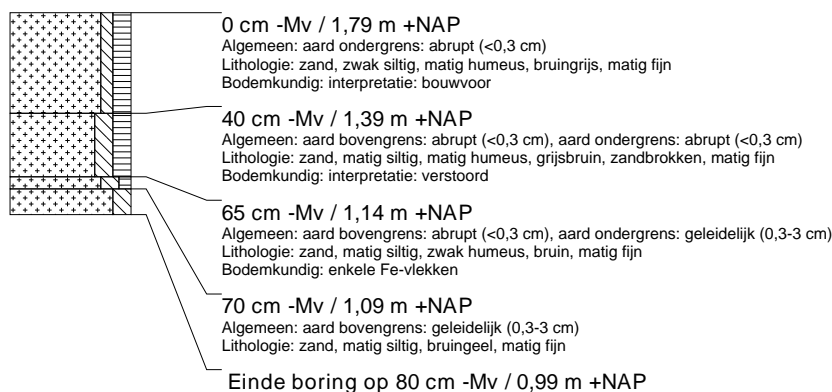 0 cm -Mv / 1,79 m +NAP
Algemeen: aard ondergrens: abrupt (<0,3 cm)
Lithologie: zand, zwak siltig, matig humeus, bruingrijs, matig fijn
Bodemkundig: interpretatie: bouwvoor
40 cm -Mv / 1,39 m +NAP
Algemeen: aard bovengrens: abrupt (<0,3 cm), aard ondergrens: abrupt (<0,3 cm)
Lithologie: zand, matig siltig, matig humeus, grijsbruin, zandbrokken, matig fijn
Bodemkundig: interpretatie: verstoord
65 cm -Mv / 1,14 m +NAP
Algemeen: aard bovengrens: abrupt (<0,3 cm), aard ondergrens: geleidelijk (0,3-3 cm)
Lithologie: zand, matig siltig, zwak humeus, bruin, matig fijn
Bodemkundig: enkele Fe-vlekken
70 cm -Mv / 1,09 m +NAP
Algemeen: aard bovengrens: geleidelijk (0,3-3 cm)
Lithologie: zand, matig siltig, bruingeel, matig fijn
Einde boring op 80 cm -Mv / 0,99 m +NAP